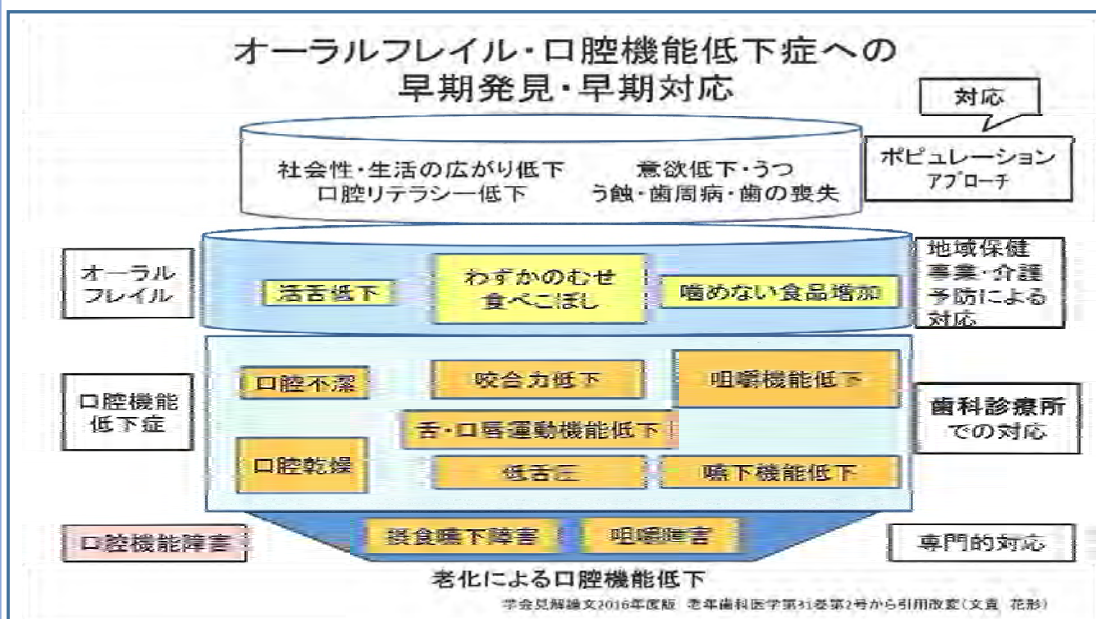 オーラルフレイル・口腔機能低下症への
早期発見・早期対応
対応
社会性・生活の広がり低下
意欲低下・うつ
口腔リテラシー低下
う蝕・歯周病・歯の喪失
ポピュレーション
アプローチ
オーラル
フレイル
活舌低下
わずかのむせ
食べこぼし
噛めない食品増加
地域保健
事業・介護
予防による
対応
口腔機能
低下症
口腔不潔
咬合力低下
咀嚼機能低下
舌・口唇運動機能低下
口腔乾燥
低舌圧
嚥下機能低下
歯科診療所
での対応
口腔機能障害
摂食嚥下障害
咀嚼障害
専門的対応
老化による口腔機能低下
学会見解論文2016年度版 老年歯科医学第31巻第2号から引用改変(文責 花形)